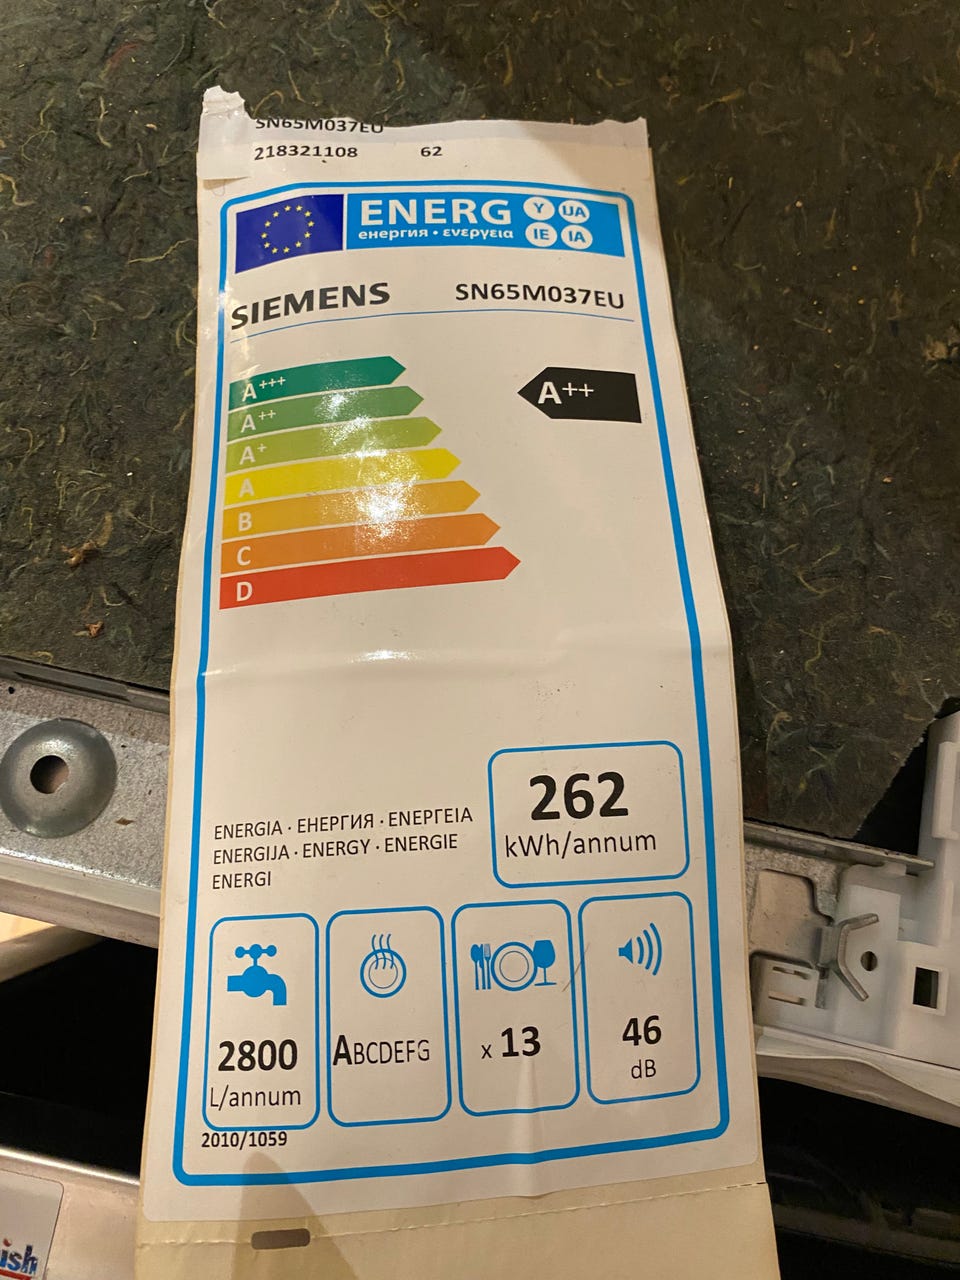 SN65M037EU
218321108 62
ENERG Y IJA
енергия · ενεργεια IE IA
SIEMENS SN65M037EU
A+++
A++
A++
A+
A
B
C
D
262
kWh/annum
ENERGIA · ЕНЕРГИЯ · ΕΝΕΡΓΕΙΑ
ENERGIJA · ENERGY · ENERGIE
ENERGI
2800
L/annum
ABCDEFG
x 13
46
dB
2010/1059
ish